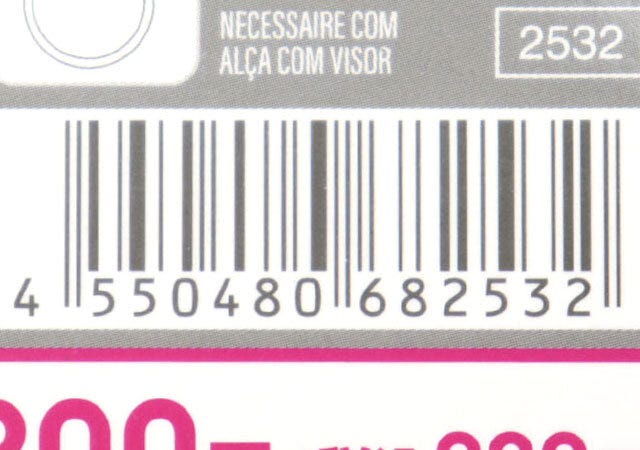 NECESSAIRE COM
ALÇA COM VISOR
2532
4 550480 682532